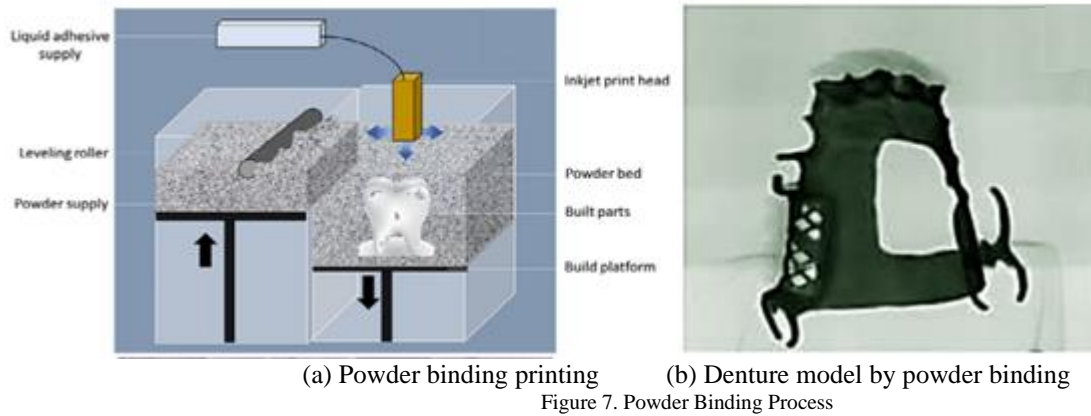 Liquid adhesive
supply
Leveling roller
Powder supply
Inkjet print head
Powder bed
Built parts
Build platform
(a) Powder binding printing
(b) Denture model by powder binding
Figure 7. Powder Binding Process